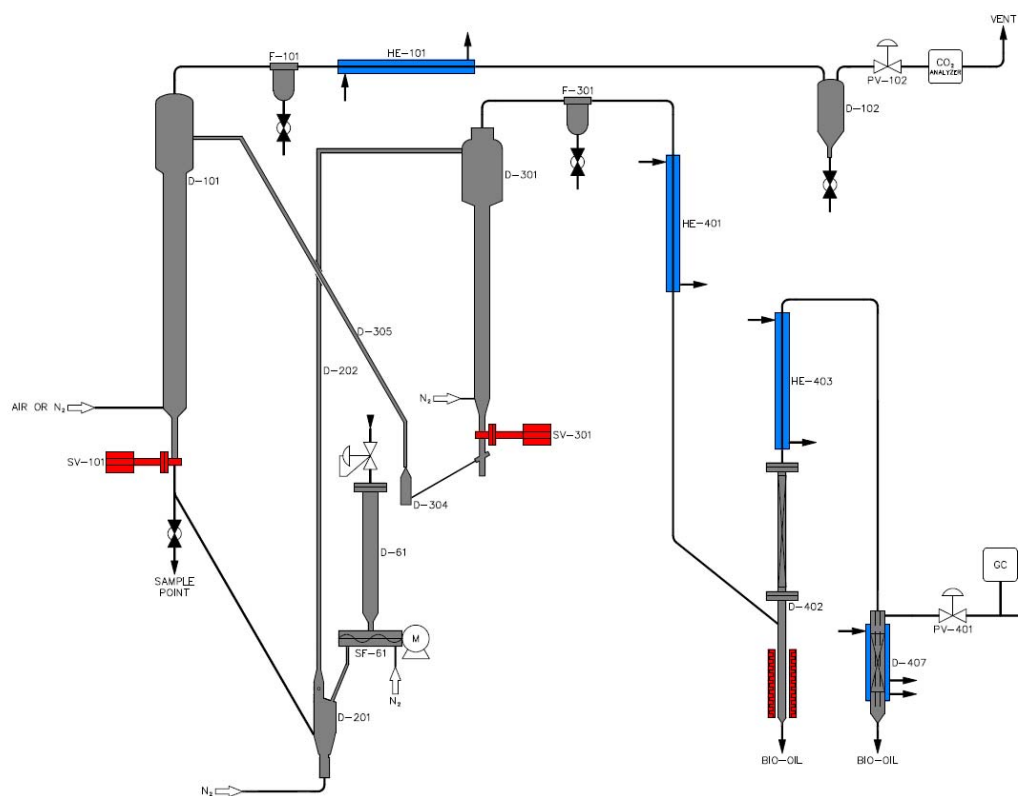 VENT
HE-101
F-101
CO₂
ANALYZER
PV-102
F-301
D-102
D-101
D-301
HE-401
D-305
D-202
HE-403
N₂
AIR OR N₂
SV-301
SV-101
D-304
D-61
GC
SAMPLE
POINT
D-402
M
PV-401
SF-61
D-407
N₂
D-201
BIO-OIL
BIO-OIL
N₂